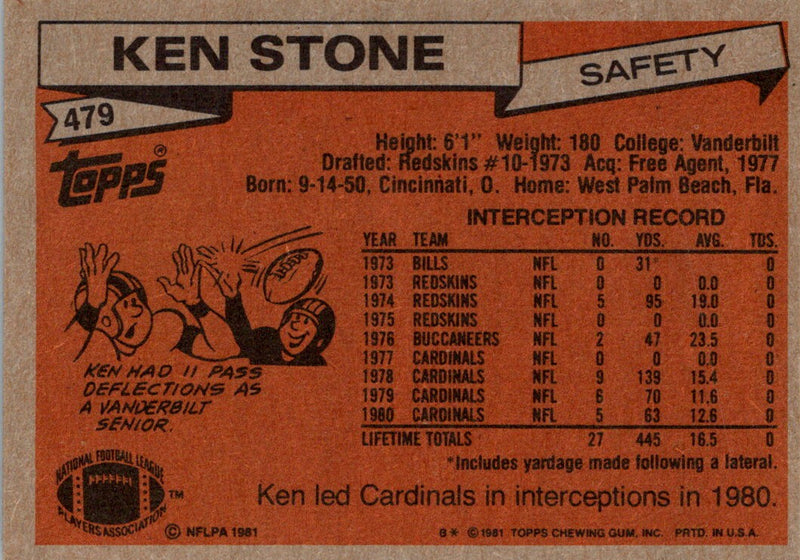 KEN STONE
SAFETY
479
Topps®
Height: 6'1" Weight: 180 College: Vanderbilt
Drafted: Redskins #10-1973 Acq: Free Agent, 1977
Born: 9-14-50, Cincinnati, O. Home: West Palm Beach, Fla.
INTERCEPTION RECORD
YEAR TEAM NO. YDS. AVG. TDS.
1973 BILLS NFL 0 31* 0
1973 REDSKINS NFL 0 0 0.0 0
1974 REDSKINS NFL 5 95 19.0 0
1975 REDSKINS NFL 0 0 0.0 0
1976 BUCCANEERS NFL 2 47 23.5 0
1977 CARDINALS NFL 0 0 0.0 0
1978 CARDINALS NFL 9 139 15.4 0
1979 CARDINALS NFL 6 70 11.6 0
1980 CARDINALS NFL 5 63 12.6 0
LIFETIME TOTALS 27 445 16.5 0
*Includes yardage made following a lateral.
KEN HAD 11 PASS
DEFLECTIONS AS
A VANDERBILT
SENIOR.
NATIONAL FOOTBALL LEAGUE
PLAYERS ASSOCIATION
™
Ken led Cardinals in interceptions in 1980.
© NFLPA 1981
B* © 1981 TOPPS CHEWING GUM, INC. PRTD. IN U.S.A.